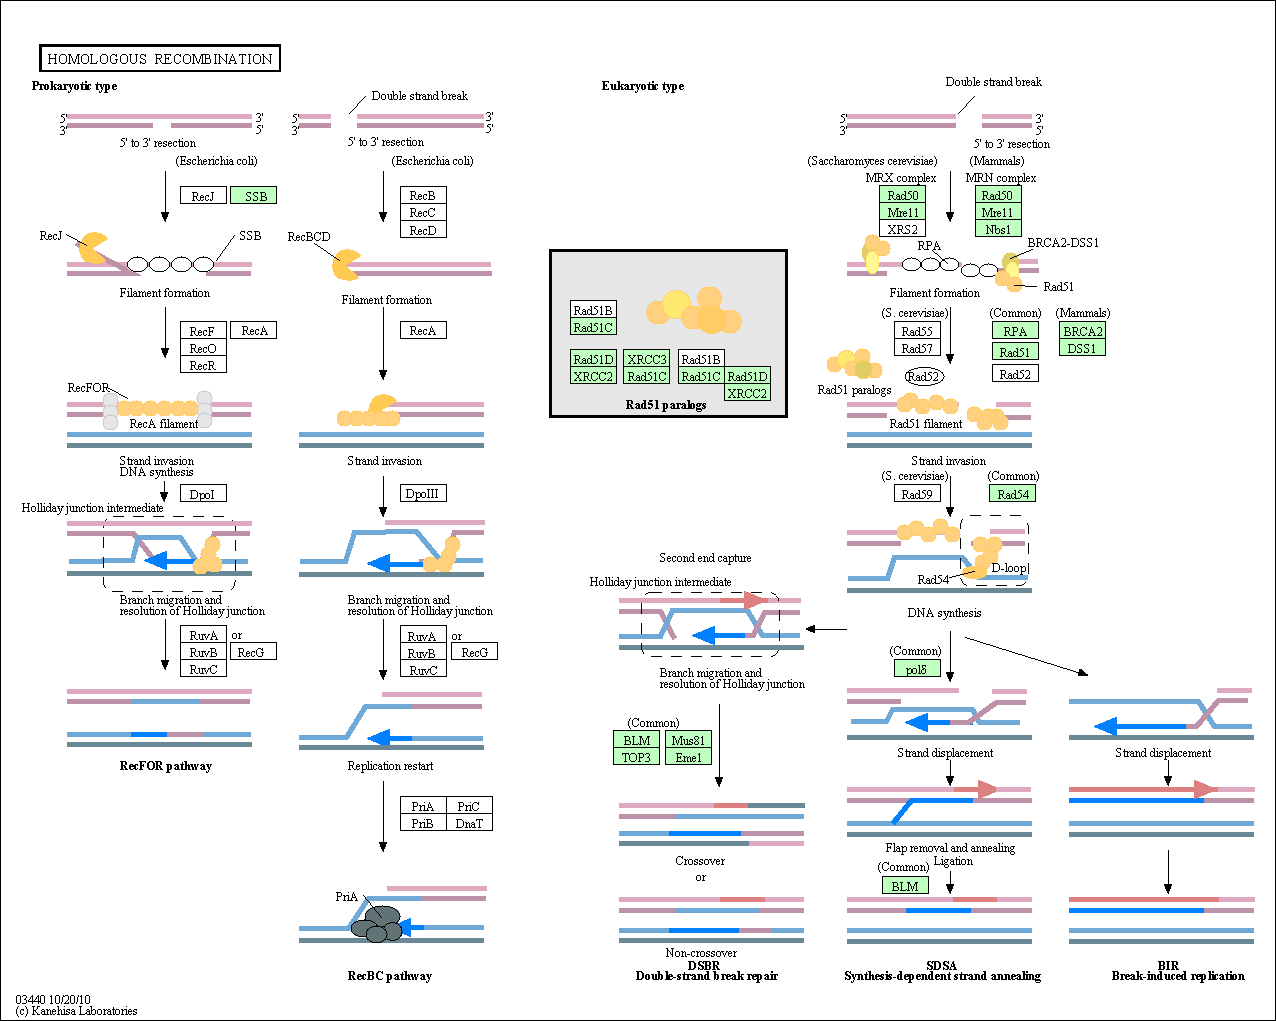 HOMOLOGOUS RECOMBINATION
Prokaryotic type
5'
3'
3'
5'
5' to 3' resection
(Escherichia coli)
RecJ
SSB
RecJ
SSB
Filament formation
RecF
RecA
RecO
RecR
RecFOR
RecA filament
Strand invasion
DNA synthesis
DpoI
Holliday junction intermediate
Branch migration and
resolution of Holliday junction
RuvA
or
RuvB
RecG
RuvC
RecFOR pathway
Double strand break
5'
3'
3'
5'
5' to 3' resection
(Escherichia coli)
RecB
RecC
RecD
RecBCD
Filament formation
RecA
Strand invasion
DpoIII
Branch migration and
resolution of Holliday junction
RuvA
or
RuvB
RecG
RuvC
Replication restart
PriA
PriC
PriB
DnaT
PriA
RecBC pathway
Eukaryotic type
Double strand break
5'
3'
3'
5'
5' to 3' resection
(Saccharomyces cerevisiae)
(Mammals)
MRX complex
MRN complex
Rad50
Rad50
Mre11
Mre11
XRS2
Nbs1
RPA
BRCA2-DSS1
Rad51
Filament formation
(S. cerevisiae)
(Common)
(Mammals)
Rad55
RPA
BRCA2
Rad57
Rad51
DSS1
Rad52
Rad52
Rad51 paralogs
Rad51 filament
Rad51B
Rad51C
Rad51D
XRCC3
Rad51B
XRCC2
Rad51C
Rad51C
Rad51D
XRCC2
Rad51 paralogs
Strand invasion
(S. cerevisiae)
(Common)
Rad59
Rad54
D-loop
Rad54
DNA synthesis
Second end capture
Holliday junction intermediate
Branch migration and
resolution of Holliday junction
(Common)
BLM
Mus81
TOP3
Eme1
Crossover
or
Non-crossover
DSBR
Double-strand break repair
(Common)
polδ
Strand displacement
Flap removal and annealing
Ligation
(Common)
BLM
SDSA
Synthesis-dependent strand annealing
Strand displacement
BIR
Break-induced replication
03440 10/20/10
(c) Kanehisa Laboratories